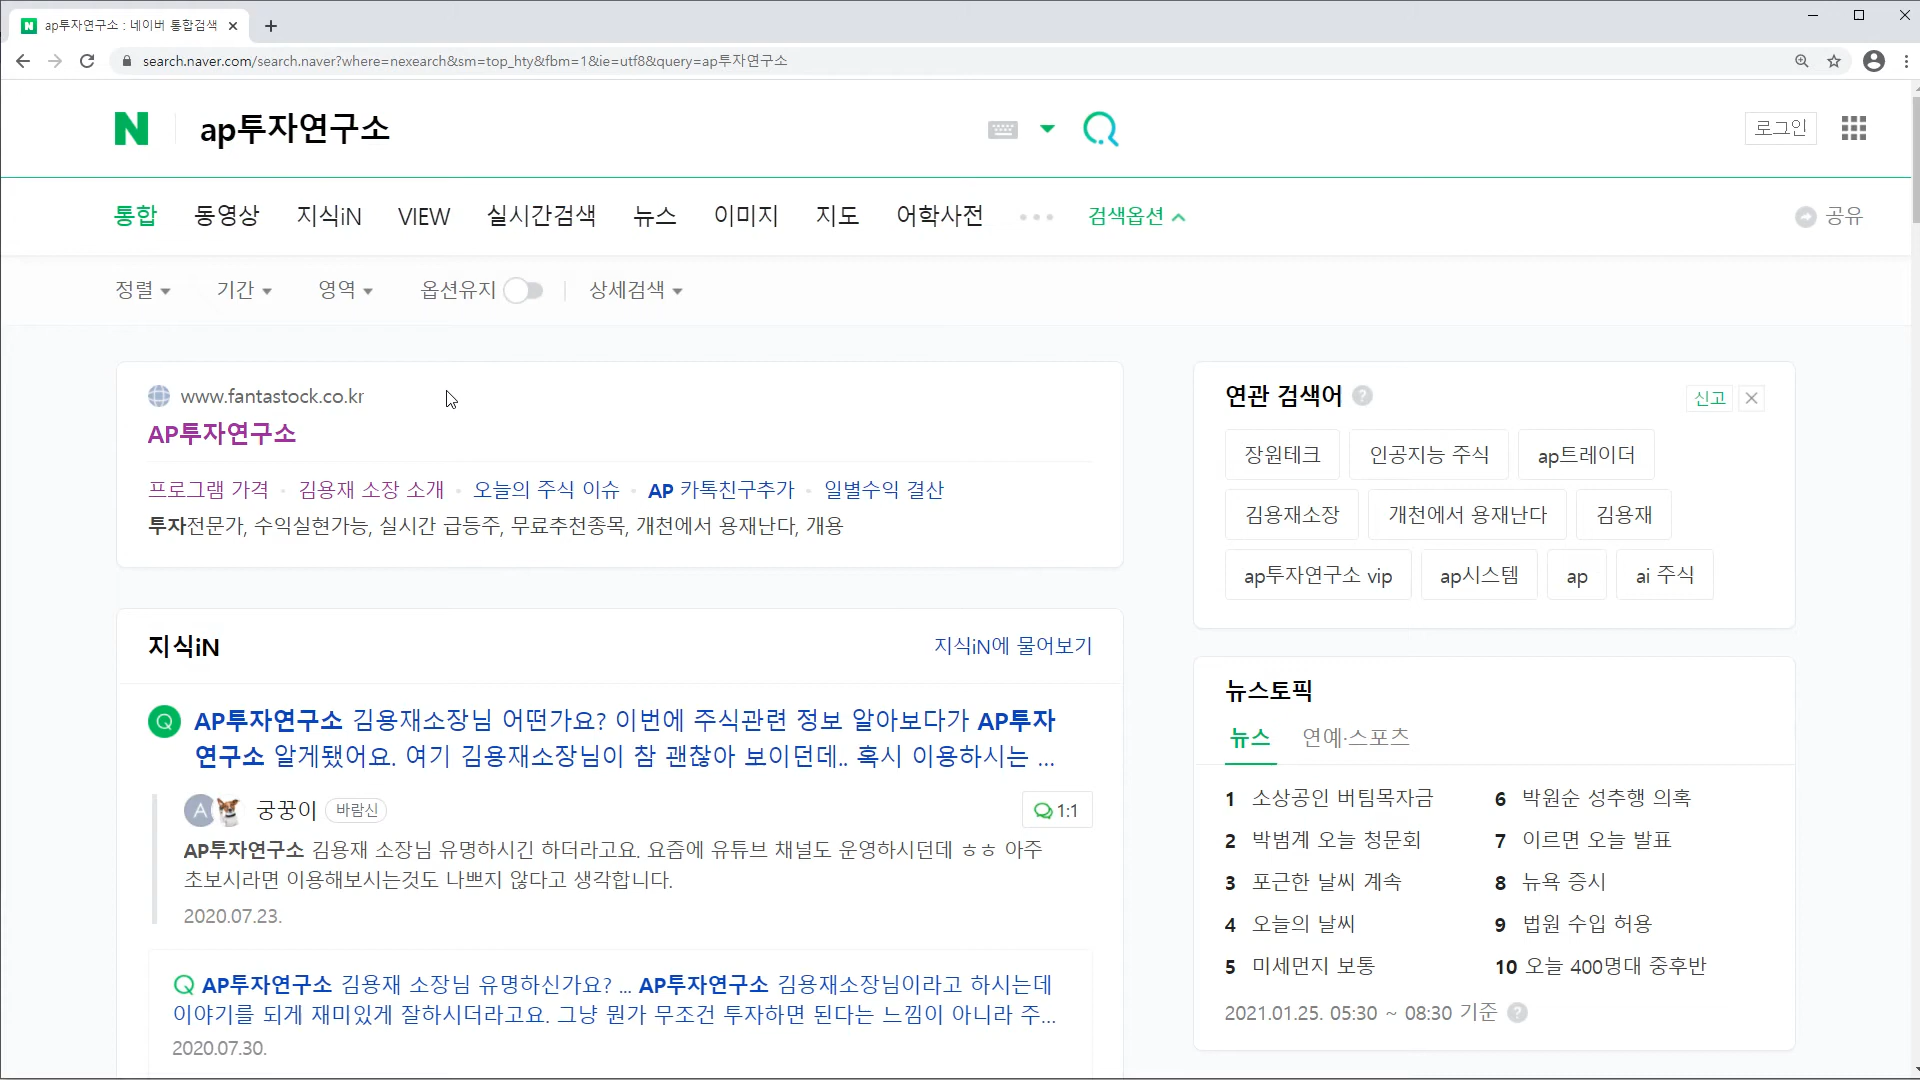 ap투자연구소 : 네이버 통합검색
search.naver.com/search.naver?where=nexearch&sm=top_hty&fbm=1&ie=utf8&query=ap투자연구소
N ap투자연구소
로그인
통합 동영상 지식iN VIEW 실시간검색 뉴스 이미지 지도 어학사전 검색옵션
공유
정렬 기간 영역 옵션유지 상세검색
www.fantastock.co.kr
AP투자연구소
프로그램 가격 · 김용재 소장 소개 · 오늘의 주식 이슈 · AP 카톡친구추가 · 일별수익 결산
투자전문가, 수익실현가능, 실시간 급등주, 무료추천종목, 개천에서 용재난다, 개용
지식iN
지식iN에 물어보기
AP투자연구소 김용재소장님 어떤가요? 이번에 주식관련 정보 알아보다가 AP투자
연구소 알게됐어요. 여기 김용재소장님이 참 괜찮아 보이던데.. 혹시 이용하시는 ...
A 궁꿍이 바람신
1:1
AP투자연구소 김용재 소장님 유명하시긴 하더라고요. 요즘에 유튜브 채널도 운영하시던데 ㅎㅎ 아주
초보시라면 이용해보시는것도 나쁘지 않다고 생각합니다.
2020.07.23.
Q AP투자연구소 김용재 소장님 유명하신가요? ... AP투자연구소 김용재소장님이라고 하시는데
이야기를 되게 재미있게 잘하시더라고요. 그냥 뭔가 무조건 투자하면 된다는 느낌이 아니라 주...
2020.07.30.
연관 검색어 ?
신고
장원테크 인공지능 주식 ap트레이더
김용재소장 개천에서 용재난다 김용재
ap투자연구소 vip ap시스템 ap ai 주식
뉴스토픽
뉴스 연예·스포츠
1 소상공인 버팀목자금
2 박범계 오늘 청문회
3 포근한 날씨 계속
4 오늘의 날씨
5 미세먼지 보통
6 박원순 성추행 의혹
7 이르면 오늘 발표
8 뉴욕 증시
9 법원 수입 허용
10 오늘 400명대 중후반
2021.01.25. 05:30 ~ 08:30 기준 ?